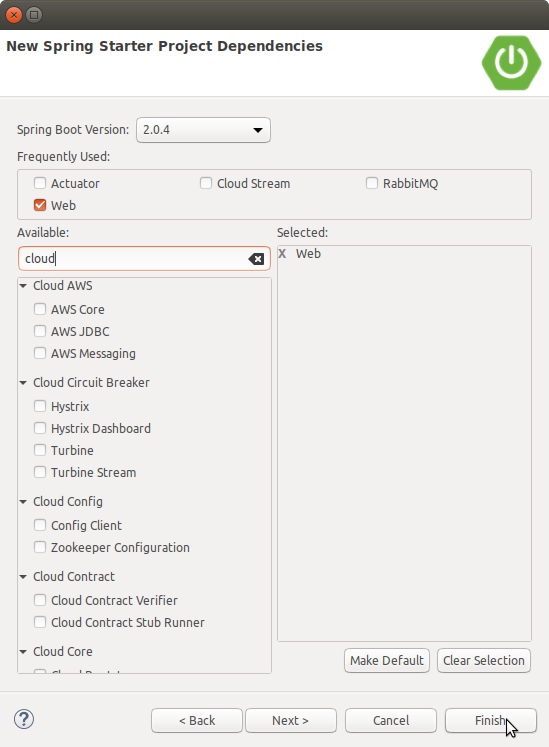 New Spring Starter Project Dependencies
Spring Boot Version: 2.0.4
Frequently Used:
Actuator Cloud Stream RabbitMQ
Web
Available: Selected:
cloud X Web
Cloud AWS
AWS Core
AWS JDBC
AWS Messaging
Cloud Circuit Breaker
Hystrix
Hystrix Dashboard
Turbine
Turbine Stream
Cloud Config
Config Client
Zookeeper Configuration
Cloud Contract
Cloud Contract Verifier
Cloud Contract Stub Runner
Cloud Core
Make Default Clear Selection
? < Back Next > Cancel Finish